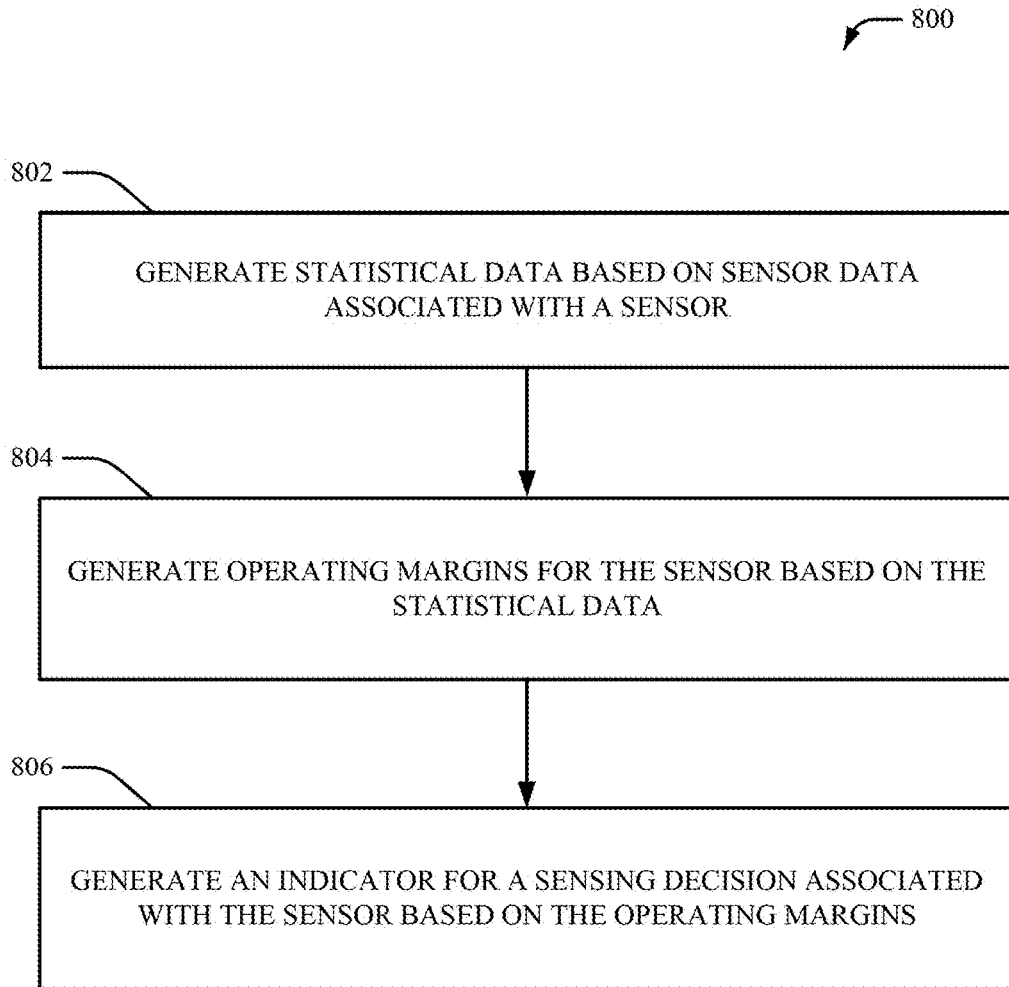 800
802
GENERATE STATISTICAL DATA BASED ON SENSOR DATA
ASSOCIATED WITH A SENSOR
804
GENERATE OPERATING MARGINS FOR THE SENSOR BASED ON THE
STATISTICAL DATA
806
GENERATE AN INDICATOR FOR A SENSING DECISION ASSOCIATED
WITH THE SENSOR BASED ON THE OPERATING MARGINS